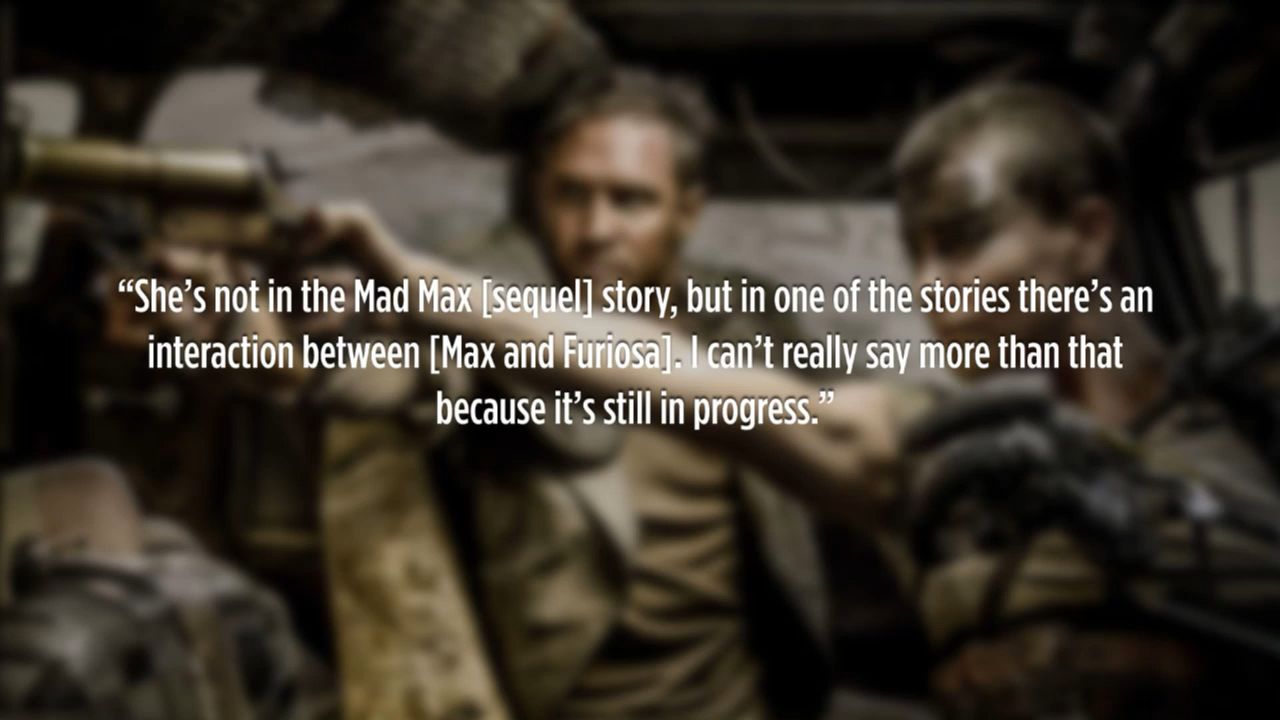 “She’s not in the Mad Max [sequel] story, but in one of the stories there’s an
interaction between [Max and Furiosa]. I can’t really say more than that
because it’s still in progress.”